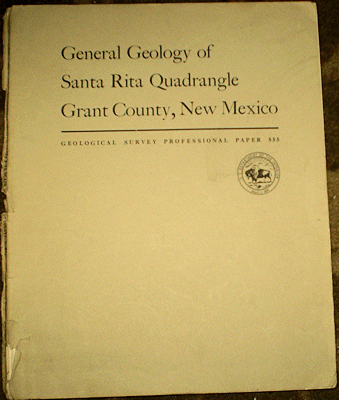 General Geology of
Santa Rita Quadrangle
Grant County, New Mexico
GEOLOGICAL SURVEY PROFESSIONAL PAPER 555